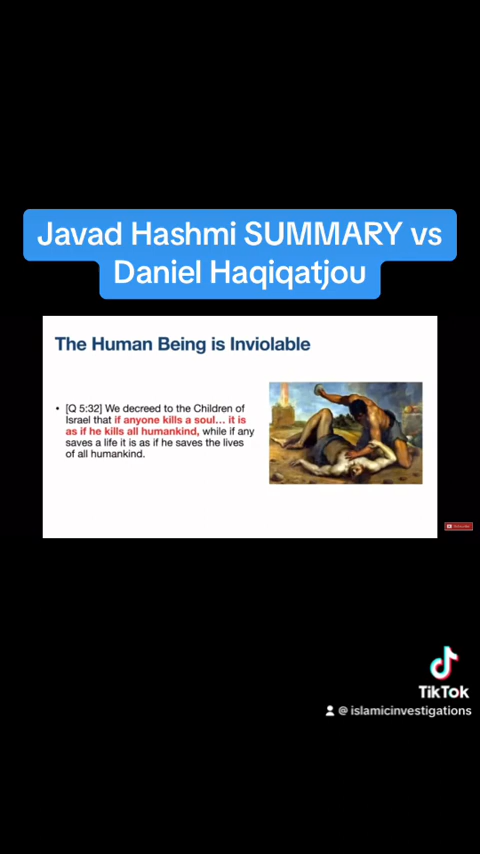 Javad Hashmi SUMMARY vs
Daniel Haqiqatjou
The Human Being is Inviolable
• [Q 5:32] We decreed to the Children of
Israel that if anyone kills a soul... it is
as if he kills all humankind, while if any
saves a life it is as if he saves the lives
of all humankind.
TikTok
@ islamicinvestigations